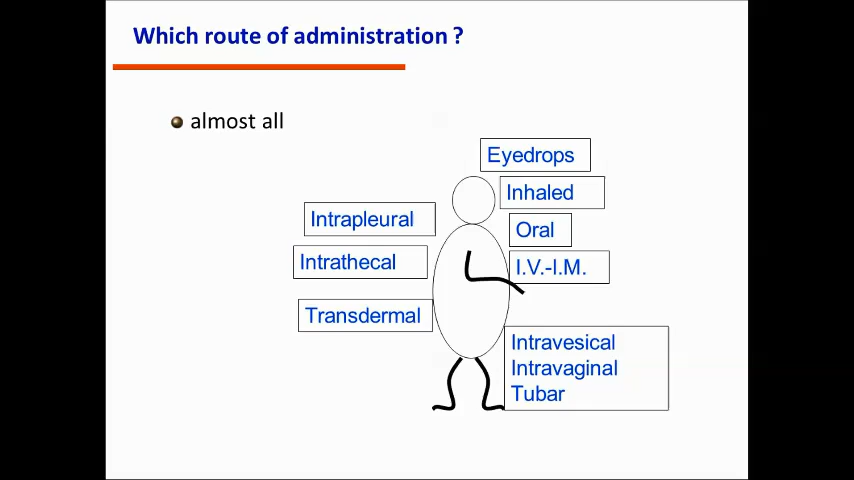 Which route of administration ?
almost all
Eyedrops
Inhaled
Intrapleural
Oral
Intrathecal
I.V.-I.M.
Transdermal
Intravesical
Intravaginal
Tubar